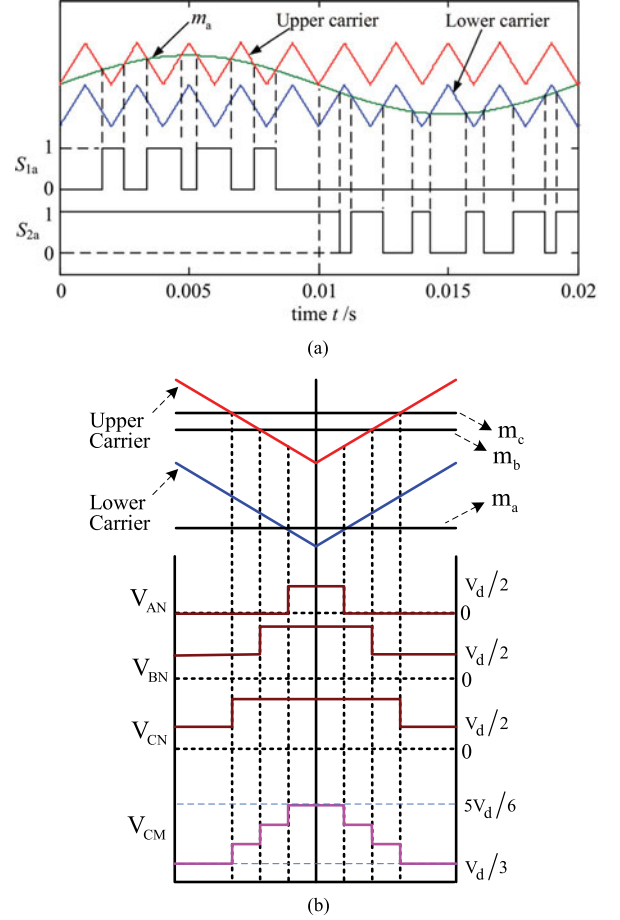 mₐ
Upper carrier
Lower carrier
1
S₁ₐ
0
1
S₂ₐ
0
0
0.005
0.01
0.015
0.02
time t /s
(a)
Upper
Carrier
m_c
m_b
Lower
Carrier
mₐ
V_AN
V_d/2
0
V_BN
V_d/2
0
V_CN
V_d/2
0
V_CM
5V_d/6
V_d/3
(b)